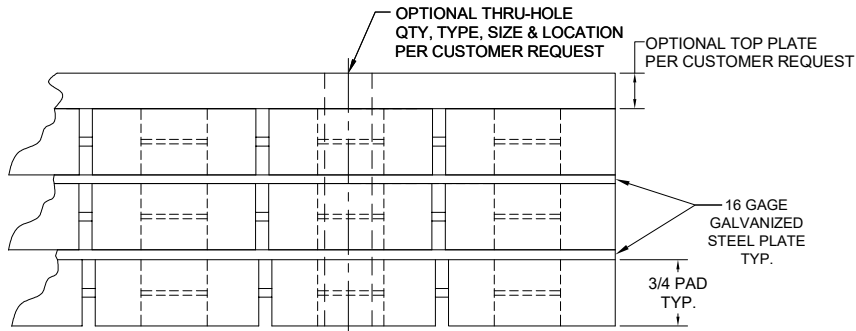 OPTIONAL THRU-HOLE
QTY, TYPE, SIZE & LOCATION
PER CUSTOMER REQUEST
OPTIONAL TOP PLATE
PER CUSTOMER REQUEST
16 GAGE
GALVANIZED
STEEL PLATE
TYP.
3/4 PAD
TYP.